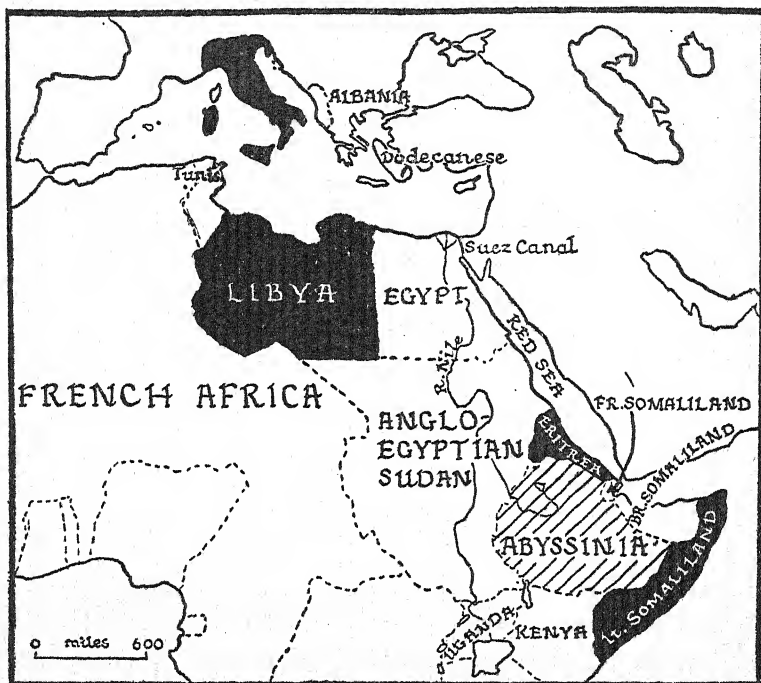 ALBANIA
Dodecanese
Tunis
Suez Canal
LIBYA
EGYPT
R. Nile
RED SEA
FRENCH AFRICA
FR. SOMALILAND
ANGLO-
EGYPTIAN
SUDAN
ERITREA
BR. SOMALILAND
ABYSSINIA
It. SOMALILAND
UGANDA
KENYA
0 miles 600